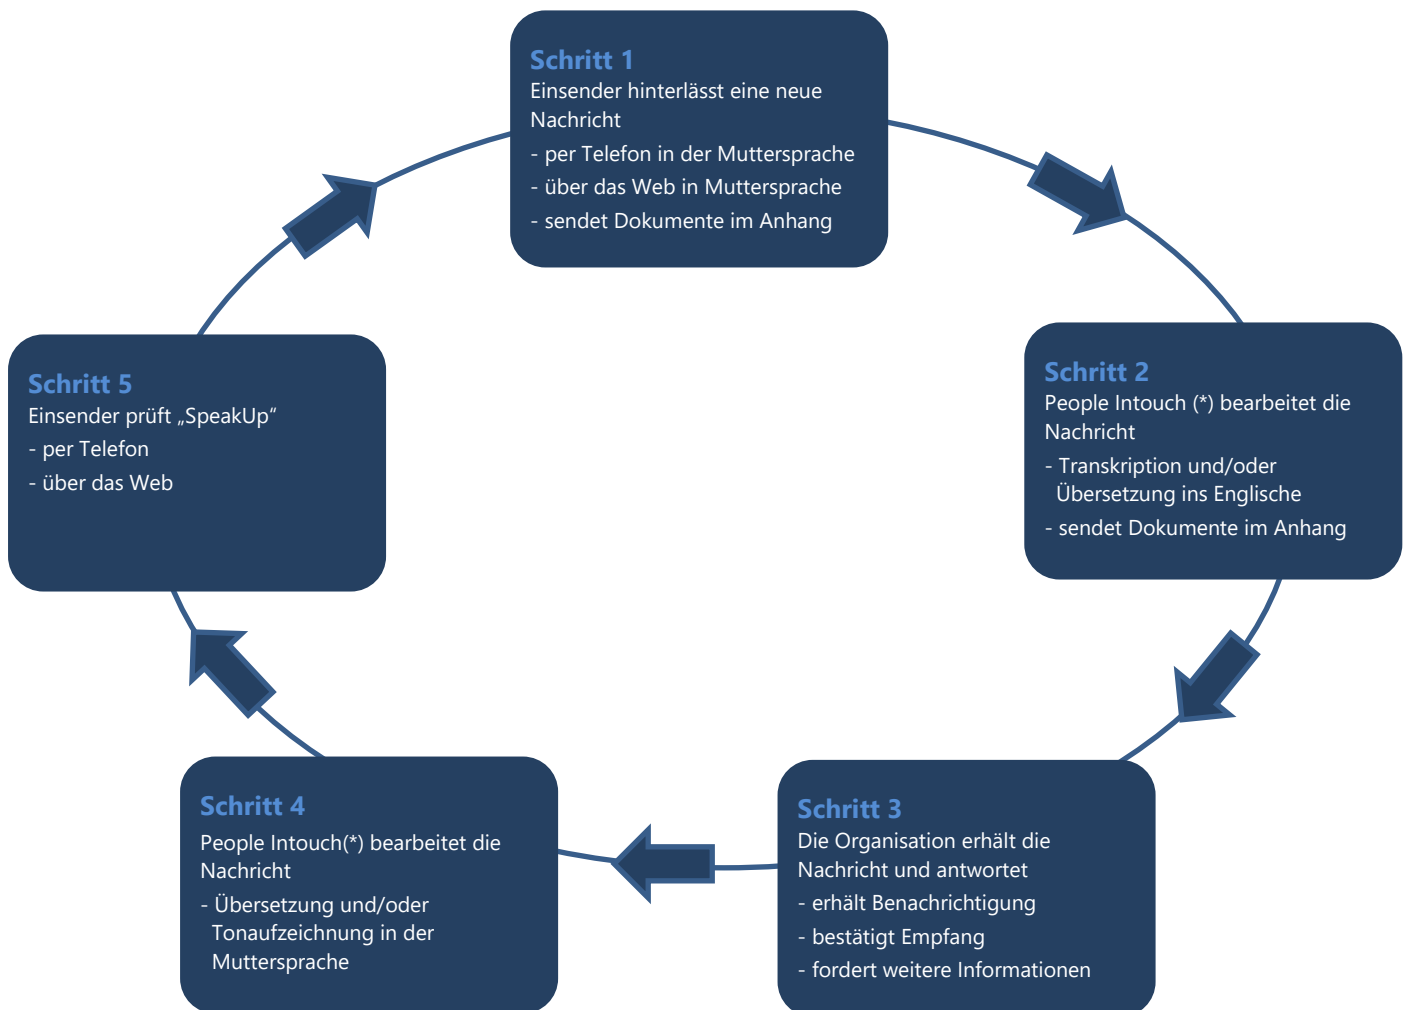 Schritt 1
Einsender hinterlässt eine neue
Nachricht
- per Telefon in der Muttersprache
- über das Web in Muttersprache
- sendet Dokumente im Anhang
Schritt 2
People Intouch (*) bearbeitet die
Nachricht
- Transkription und/oder
Übersetzung ins Englische
- sendet Dokumente im Anhang
Schritt 3
Die Organisation erhält die
Nachricht und antwortet
- erhält Benachrichtigung
- bestätigt Empfang
- fordert weitere Informationen
Schritt 4
People Intouch(*) bearbeitet die
Nachricht
- Übersetzung und/oder
Tonaufzeichnung in der
Muttersprache
Schritt 5
Einsender prüft „SpeakUp“
- per Telefon
- über das Web